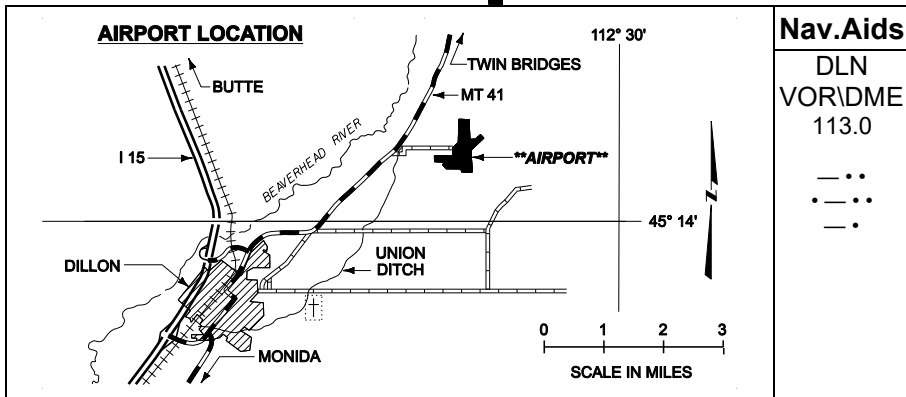 AIRPORT LOCATION
112° 30'
Nav.Aids
BUTTE
TWIN BRIDGES
DLN
VOR\DME
113.0
MT 41
I 15
BEAVERHEAD RIVER
**AIRPORT**
— • •
• — • •
— •
N
45° 14'
DILLON
UNION
DITCH
MONIDA
0 1 2 3
SCALE IN MILES